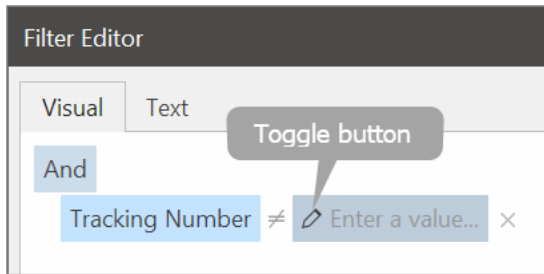 Filter Editor
Visual Text
Toggle button
And
Tracking Number ≠ Enter a value... ×